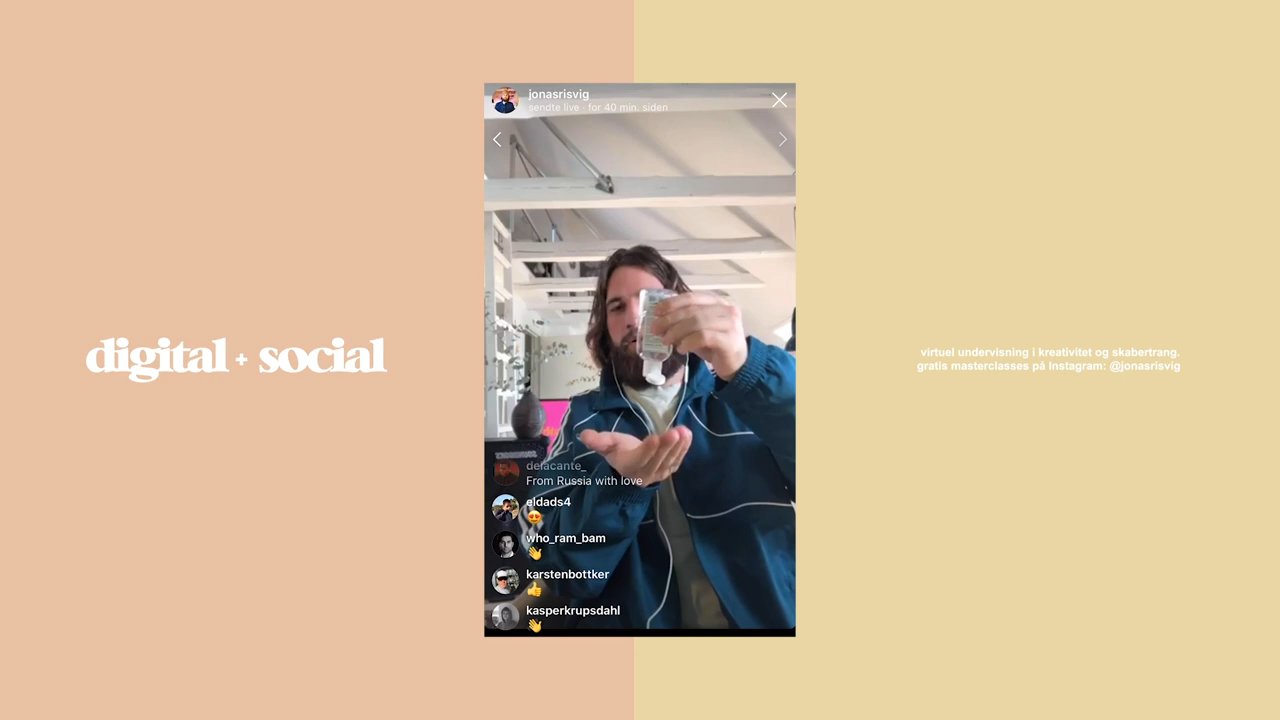 digital + social
jonasrisvig
sendte live · for 40 min. siden
delacante_
From Russia with love
eldads4
😍
who_ram_bam
👋
karstenbottker
👍
kasperkrupsdahl
👋
virtuel undervisning i kreativitet og skabertrang.
gratis masterclasses på Instagram: @jonasrisvig